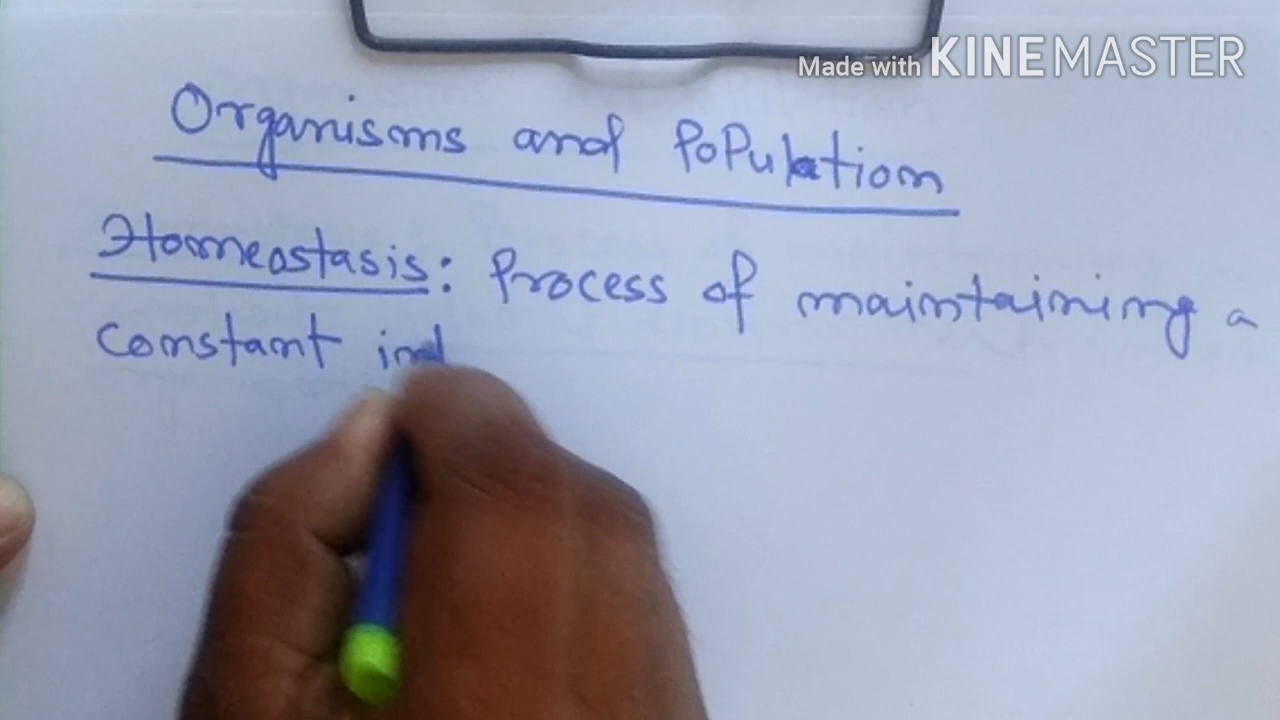 Made with KINEMASTER
Organisms and Population
Homeostasis: Process of maintaining a
constant